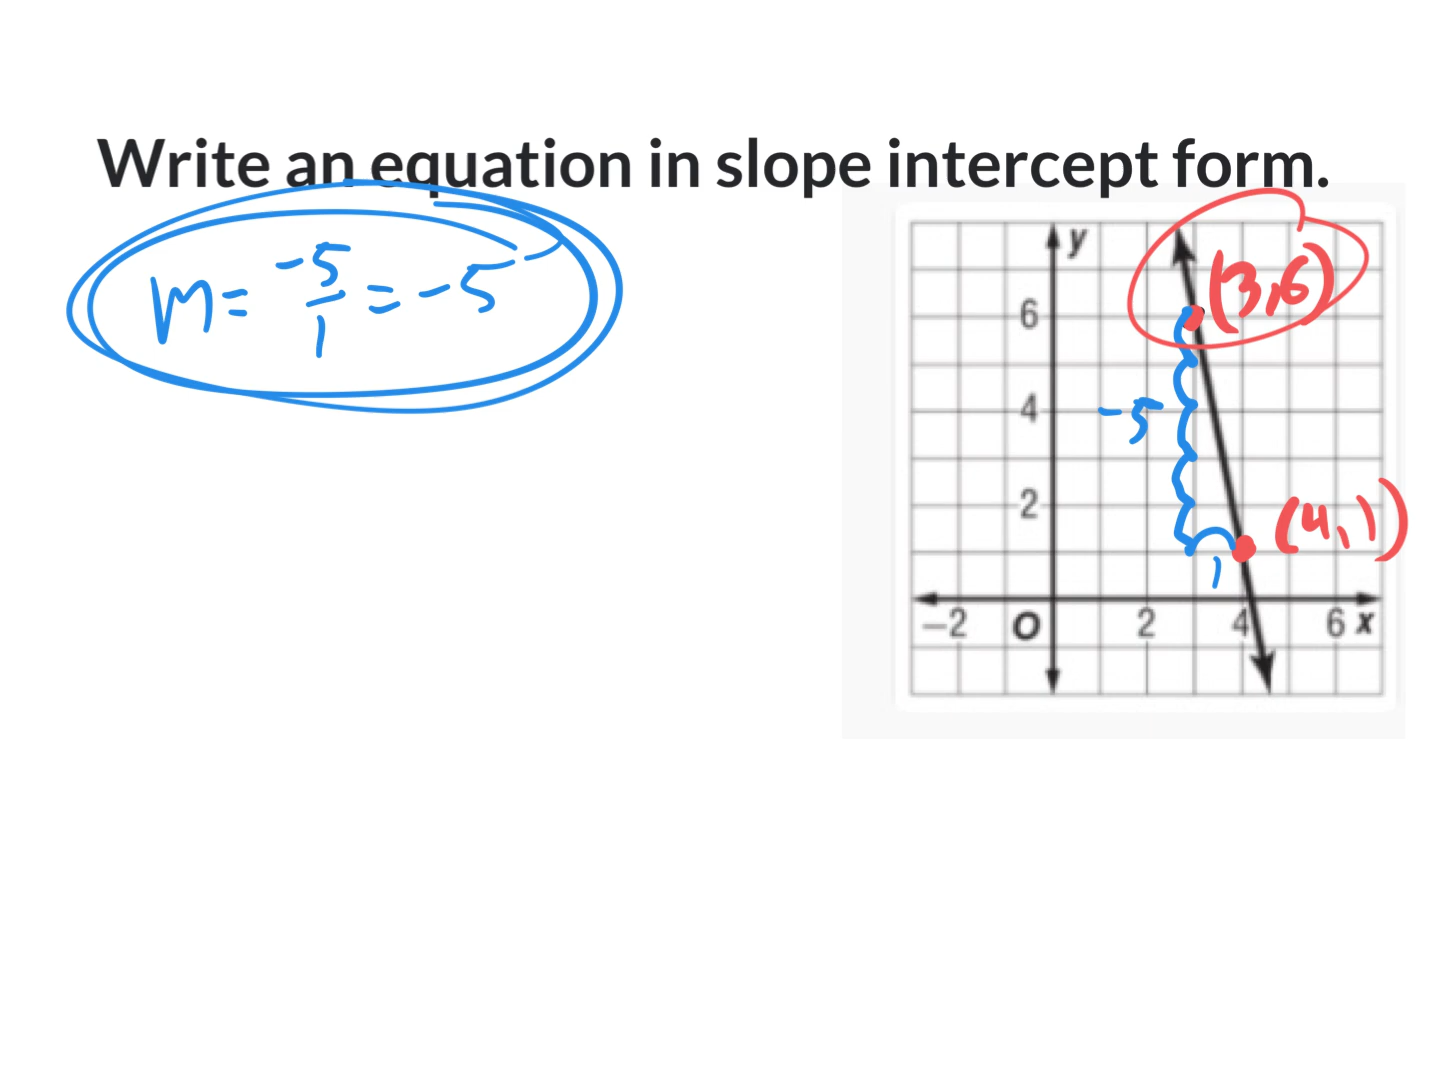 Write an equation in slope intercept form.
m = -5/1 = -5
y
(3,6)
6
4
-5
2
(4,1)
1
-2 O 2 4 6 x